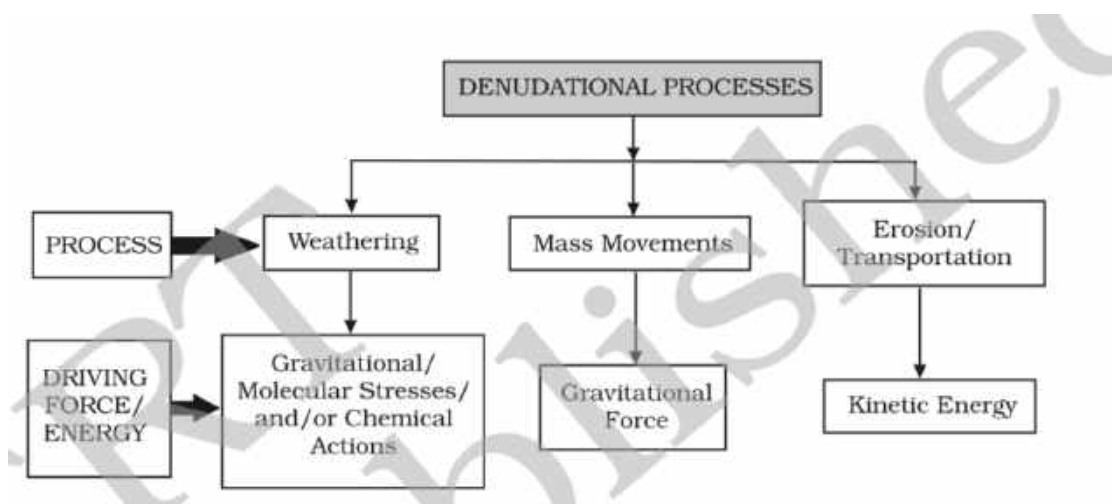 DENUDATIONAL PROCESSES
PROCESS
Weathering
Mass Movements
Erosion/
Transportation
DRIVING
FORCE/
ENERGY
Gravitational/
Molecular Stresses/
and/or Chemical
Actions
Gravitational
Force
Kinetic Energy